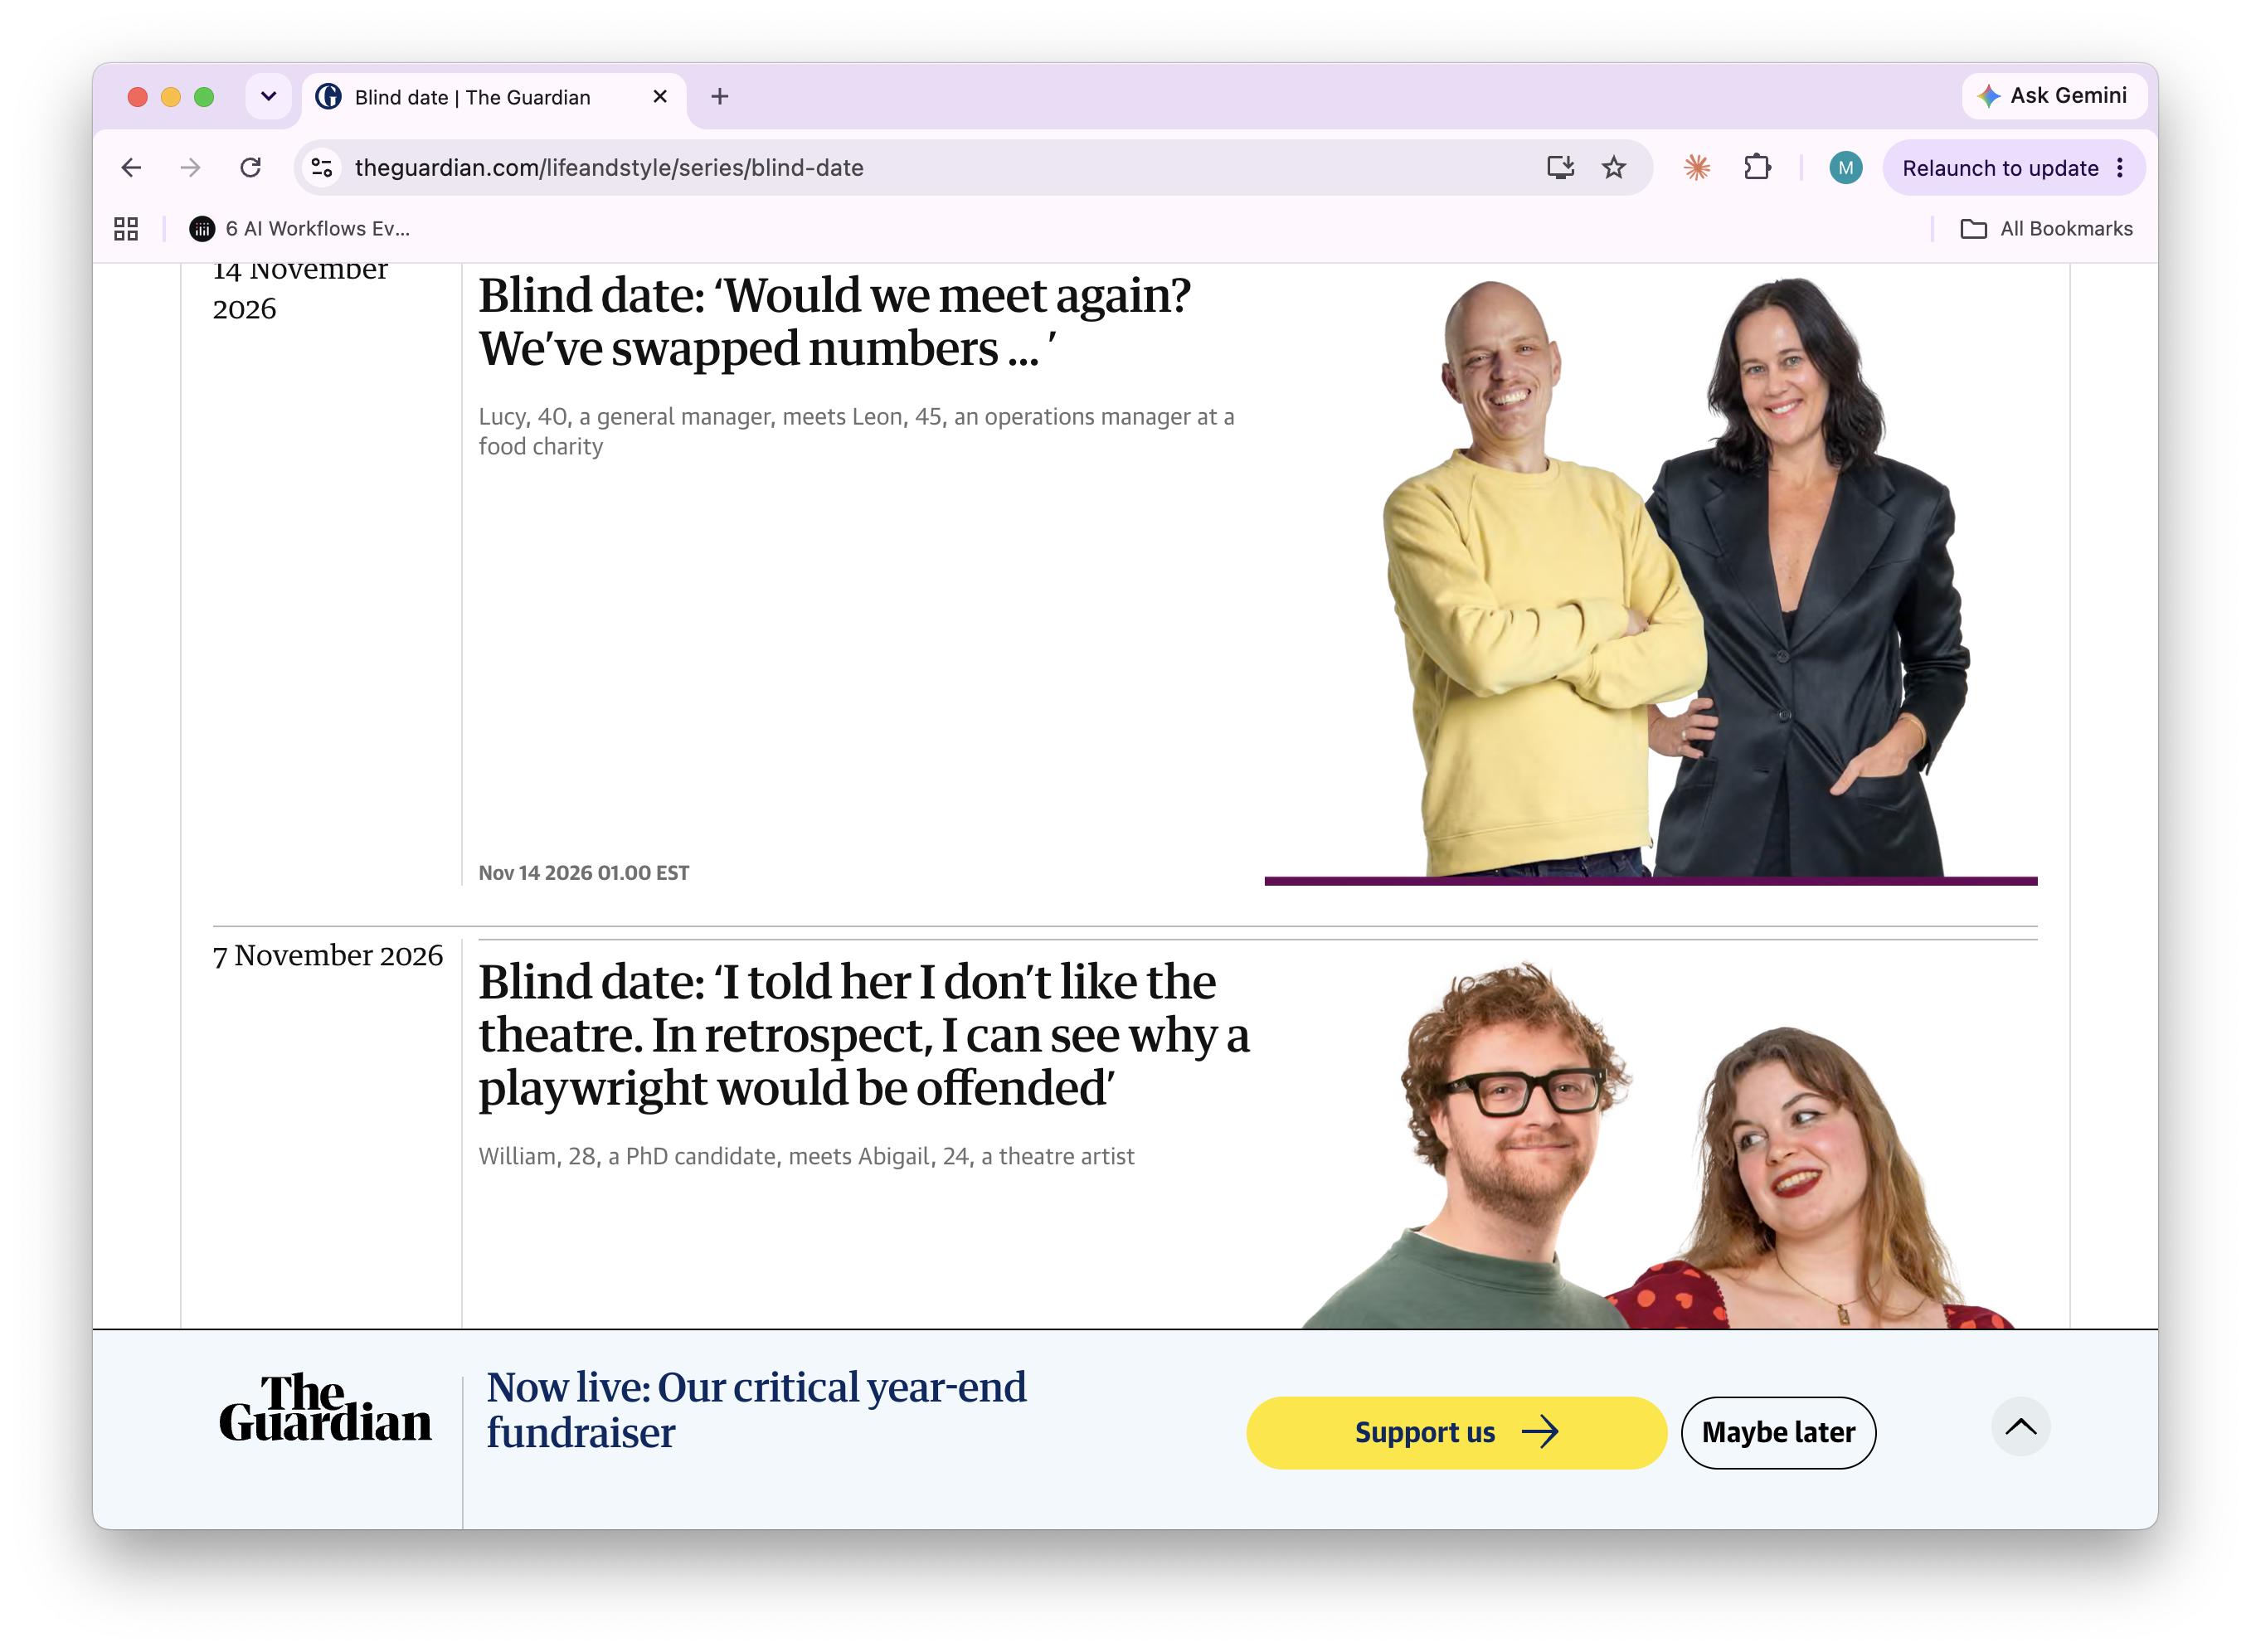 Blind date | The Guardian
Ask Gemini
theguardian.com/lifeandstyle/series/blind-date
M
Relaunch to update
6 AI Workflows Ev...
All Bookmarks
14 November
2026
Blind date: ‘Would we meet again?
We’ve swapped numbers … ’
Lucy, 40, a general manager, meets Leon, 45, an operations manager at a
food charity
Nov 14 2026 01.00 EST
7 November 2026
Blind date: ‘I told her I don’t like the
theatre. In retrospect, I can see why a
playwright would be offended’
William, 28, a PhD candidate, meets Abigail, 24, a theatre artist
The
Guardian
Now live: Our critical year-end
fundraiser
Support us
Maybe later